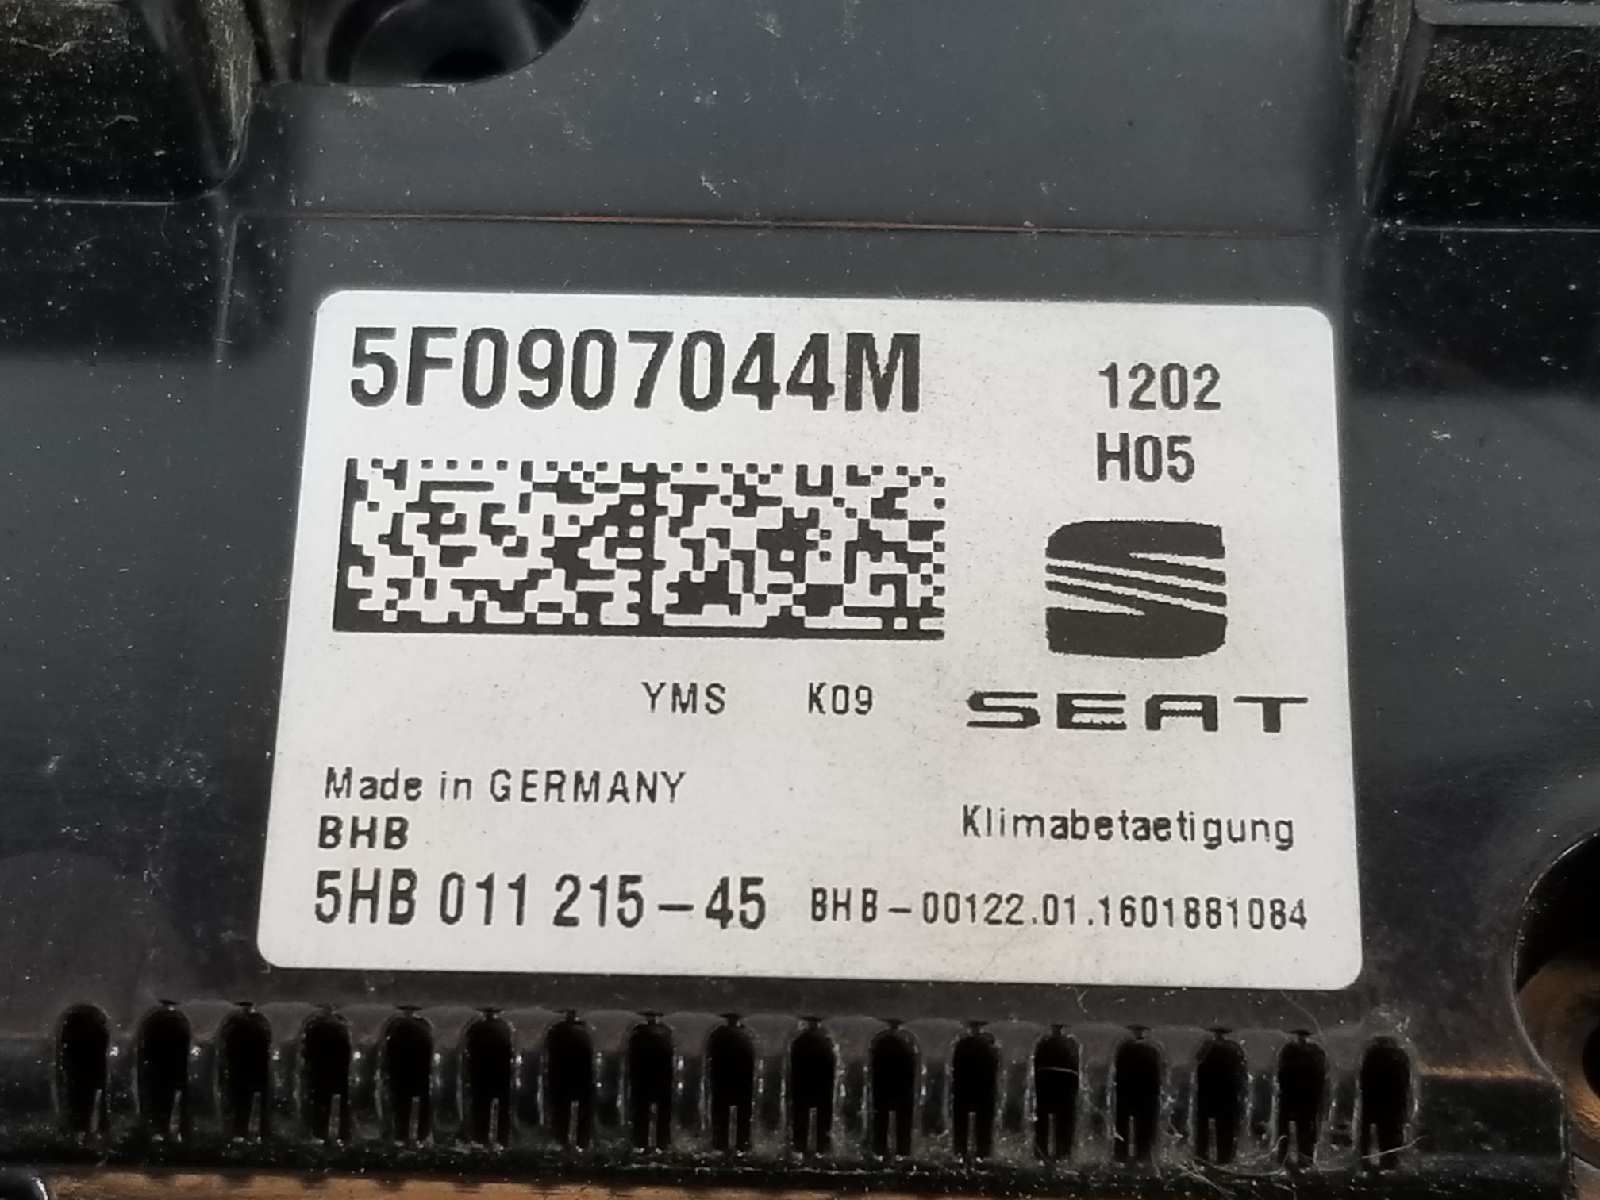 5F0907044M
1202
H05
YMS K09
SEAT
Made in GERMANY
BHB
Klimabetaetigung
5HB 011 215-45
BHB-00122.01.1601881084